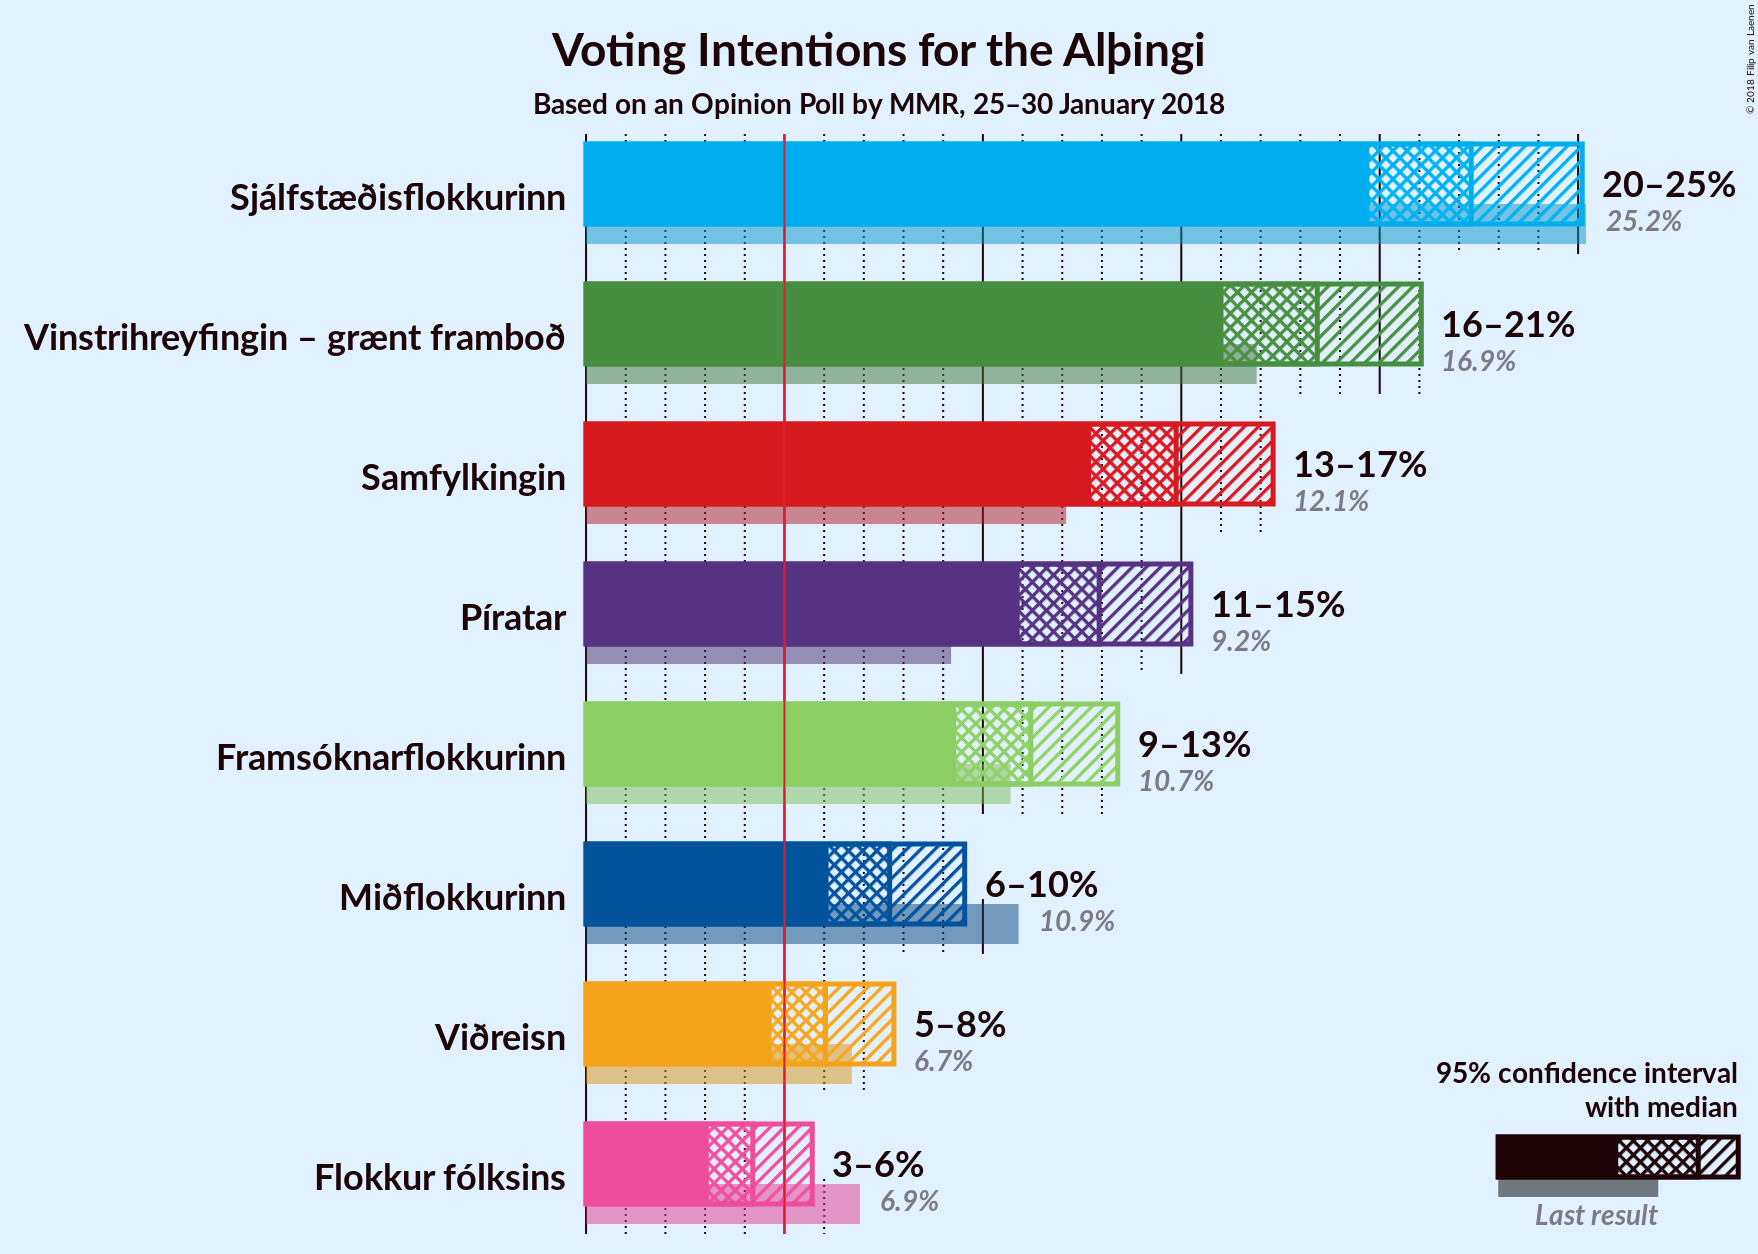 Voting Intentions for the Alþingi
Based on an Opinion Poll by MMR, 25–30 January 2018
© 2018 Filip van Laenen
Sjálfstæðisflokkurinn
20–25%
25.2%
Vinstrihreyfingin – grænt framboð
16–21%
16.9%
Samfylkingin
13–17%
12.1%
Píratar
11–15%
9.2%
Framsóknarflokkurinn
9–13%
10.7%
Miðflokkurinn
6–10%
10.9%
Viðreisn
5–8%
6.7%
Flokkur fólksins
3–6%
6.9%
95% confidence interval
with median
Last result